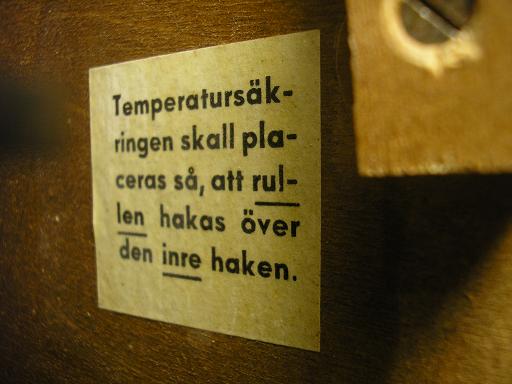 Temperatursäk-
ringen skall pla-
ceras så, att rul-
len hakas över
den inre haken.